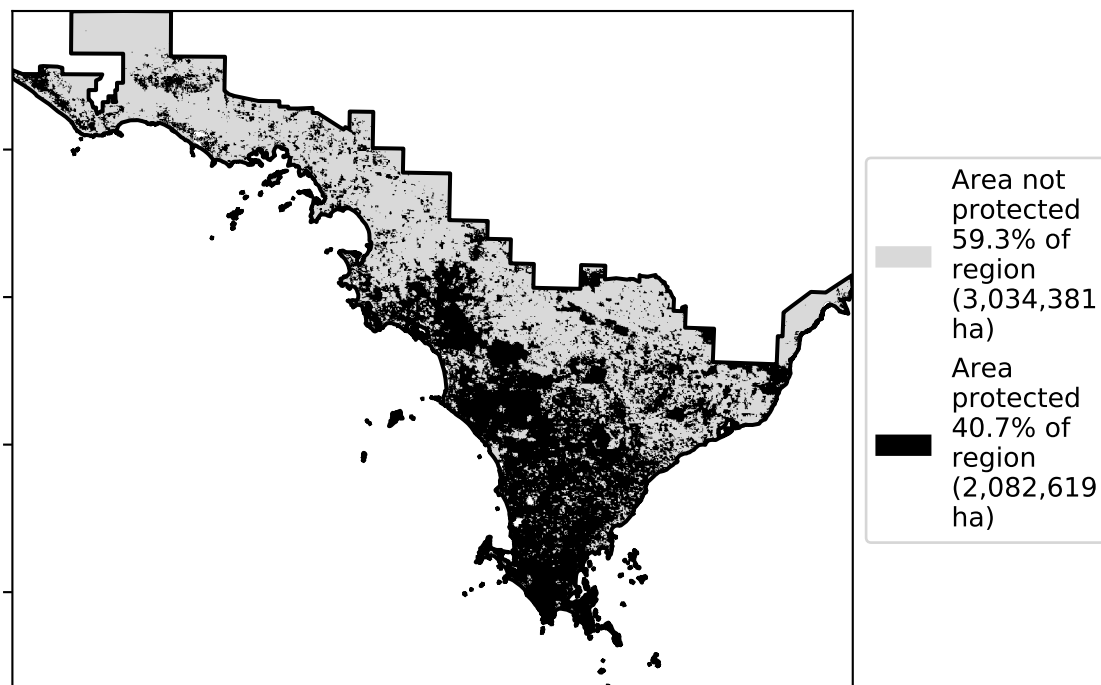 Area not
protected
59.3% of
region
(3,034,381
ha)
Area
protected
40.7% of
region
(2,082,619
ha)